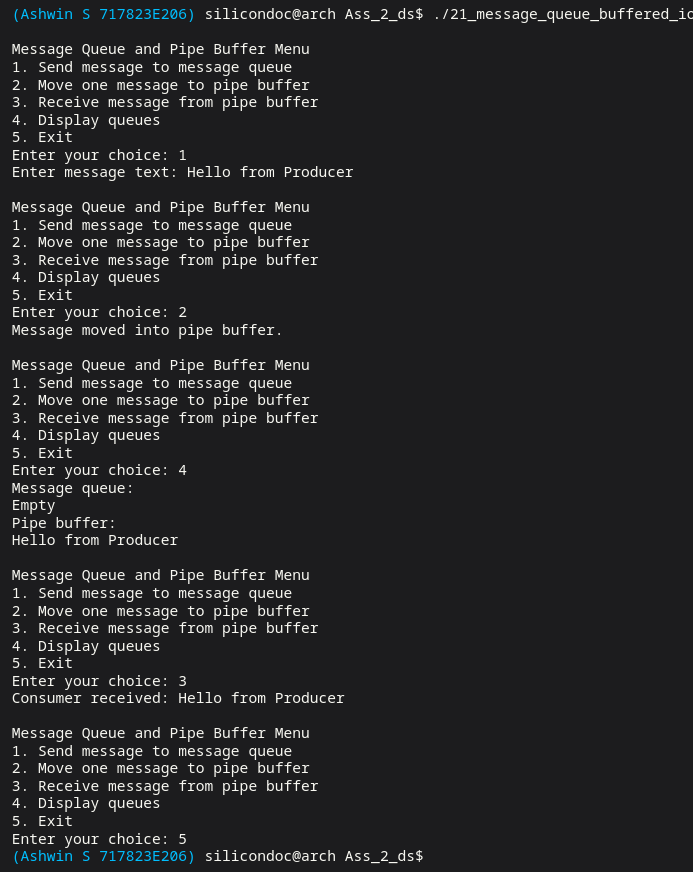 (Ashwin S 717823E206) silicondoc@arch Ass_2_ds$ ./21_message_queue_buffered_io
Message Queue and Pipe Buffer Menu
1. Send message to message queue
2. Move one message to pipe buffer
3. Receive message from pipe buffer
4. Display queues
5. Exit
Enter your choice: 1
Enter message text: Hello from Producer
Message Queue and Pipe Buffer Menu
1. Send message to message queue
2. Move one message to pipe buffer
3. Receive message from pipe buffer
4. Display queues
5. Exit
Enter your choice: 2
Message moved into pipe buffer.
Message Queue and Pipe Buffer Menu
1. Send message to message queue
2. Move one message to pipe buffer
3. Receive message from pipe buffer
4. Display queues
5. Exit
Enter your choice: 4
Message queue:
Empty
Pipe buffer:
Hello from Producer
Message Queue and Pipe Buffer Menu
1. Send message to message queue
2. Move one message to pipe buffer
3. Receive message from pipe buffer
4. Display queues
5. Exit
Enter your choice: 3
Consumer received: Hello from Producer
Message Queue and Pipe Buffer Menu
1. Send message to message queue
2. Move one message to pipe buffer
3. Receive message from pipe buffer
4. Display queues
5. Exit
Enter your choice: 5
(Ashwin S 717823E206) silicondoc@arch Ass_2_ds$